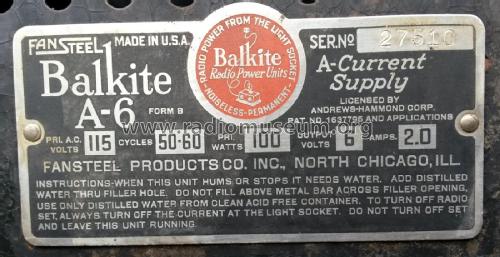 FANSTEEL MADE IN U.S.A.
RADIO POWER FROM THE LIGHT SOCKET
Balkite
Radio Power Units
NOISELESS-PERMANENT
SER.NO 27510
Balkite
A-6 FORM B
A-Current
Supply
LICENSED BY
ANDREWS-HAMMOND CORP.
PAT. NO. 1637795 AND APPLICATIONS
www.radiomuseum.org
PRI. A.C. VOLTS 115 CYCLES 50-60 PRI. WATTS 100 OUTPUT VOLTS 6 AMPS. 2.0
FANSTEEL PRODUCTS CO. INC., NORTH CHICAGO, ILL.
INSTRUCTIONS-WHEN THIS UNIT HUMS OR STOPS IT NEEDS WATER. ADD DISTILLED
WATER THRU FILLER HOLE. DO NOT FILL ABOVE METAL BAR ACROSS FILLER OPENING.
USE ONLY DISTILLED WATER FROM CLEAN ACID FREE CONTAINER. TO TURN OFF RADIO
SET, ALWAYS TURN OFF THE CURRENT AT THE LIGHT SOCKET. DO NOT TURN OFF SET
AND LEAVE THIS UNIT RUNNING.